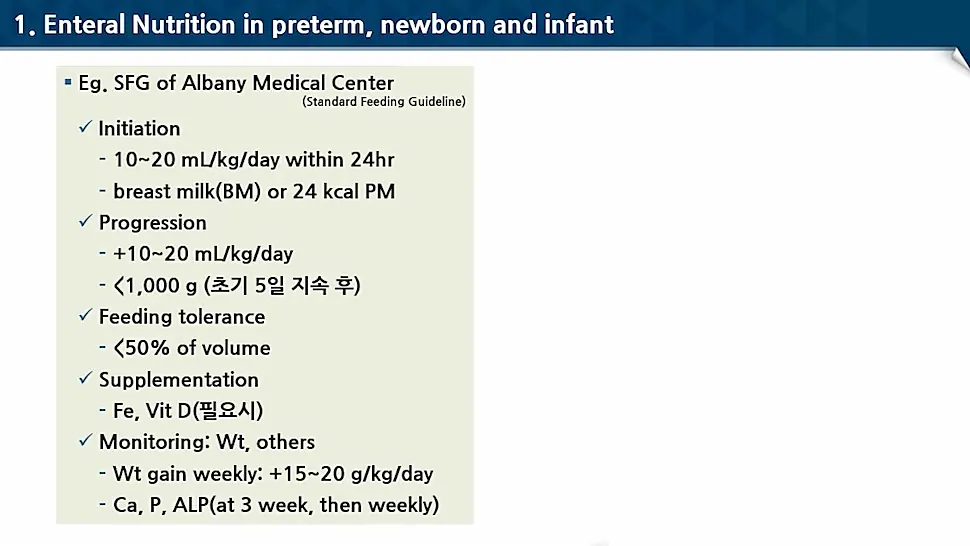 1. Enteral Nutrition in preterm, newborn and infant
▪ Eg. SFG of Albany Medical Center
(Standard Feeding Guideline)
✓ Initiation
- 10~20 mL/kg/day within 24hr
- breast milk(BM) or 24 kcal PM
✓ Progression
- +10~20 mL/kg/day
- <1,000 g (초기 5일 지속 후)
✓ Feeding tolerance
- <50% of volume
✓ Supplementation
- Fe, Vit D(필요시)
✓ Monitoring: Wt, others
- Wt gain weekly: +15~20 g/kg/day
- Ca, P, ALP(at 3 week, then weekly)